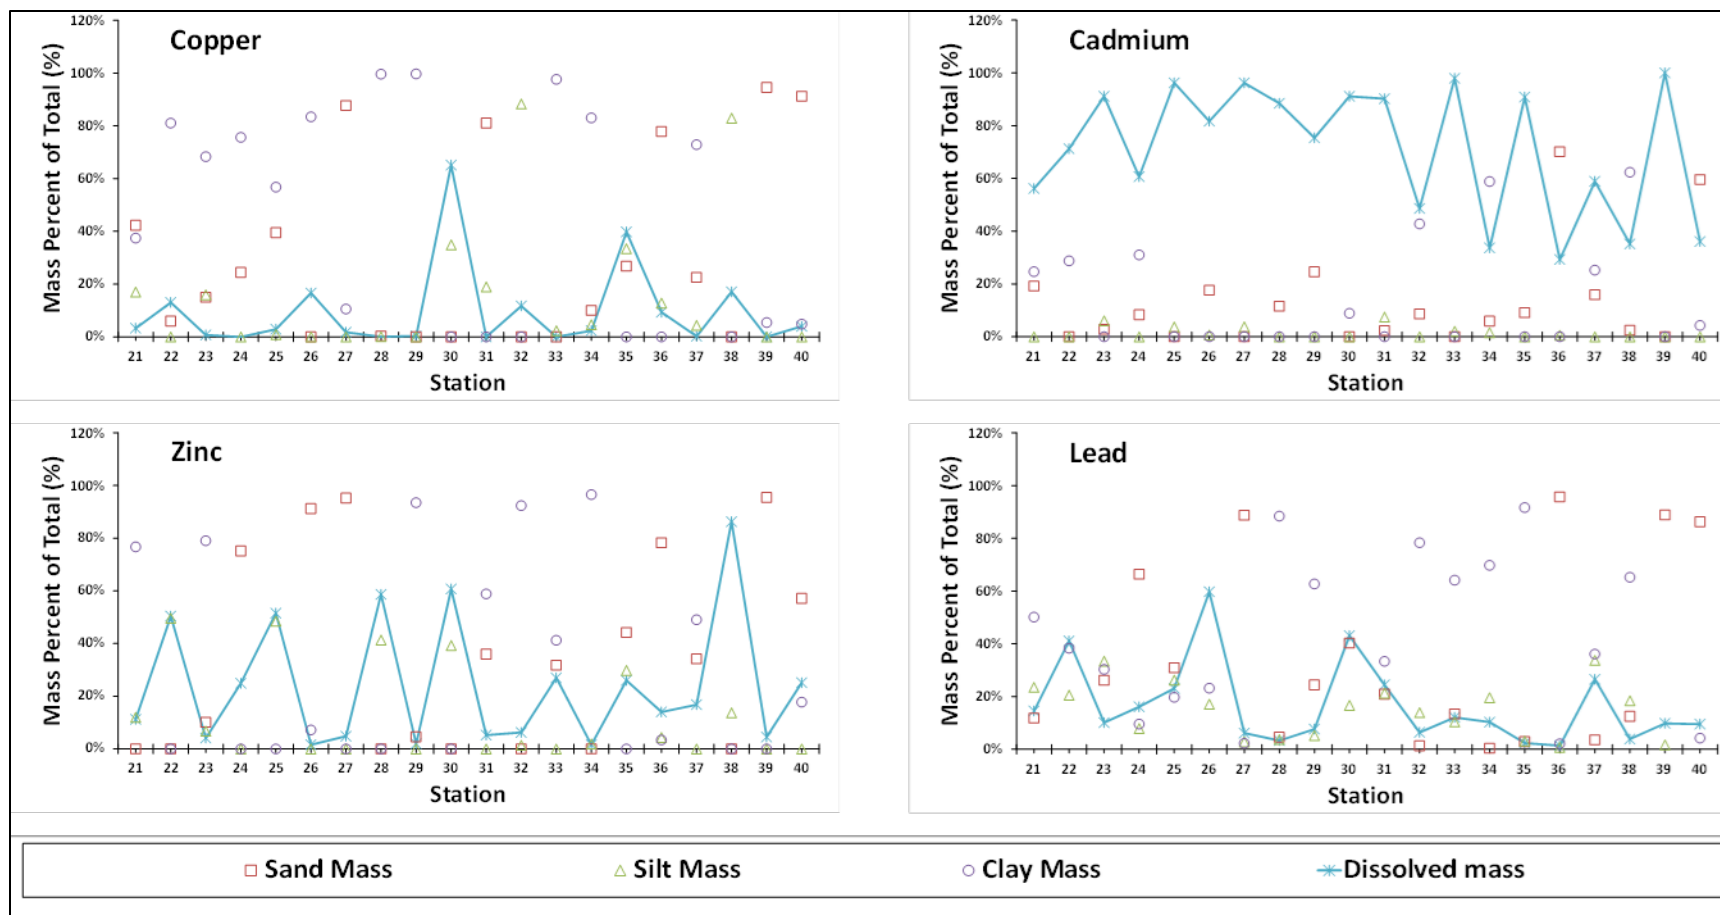 Copper
Mass Percent of Total (%)
120%
100%
80%
60%
40%
20%
0%
21 22 23 24 25 26 27 28 29 30 31 32 33 34 35 36 37 38 39 40
Station
Cadmium
Mass Percent of Total (%)
120%
100%
80%
60%
40%
20%
0%
21 22 23 24 25 26 27 28 29 30 31 32 33 34 35 36 37 38 39 40
Station
Zinc
Mass Percent of Total (%)
120%
100%
80%
60%
40%
20%
0%
21 22 23 24 25 26 27 28 29 30 31 32 33 34 35 36 37 38 39 40
Station
Lead
Mass Percent of Total (%)
120%
100%
80%
60%
40%
20%
0%
21 22 23 24 25 26 27 28 29 30 31 32 33 34 35 36 37 38 39 40
Station
Sand Mass Silt Mass Clay Mass Dissolved mass